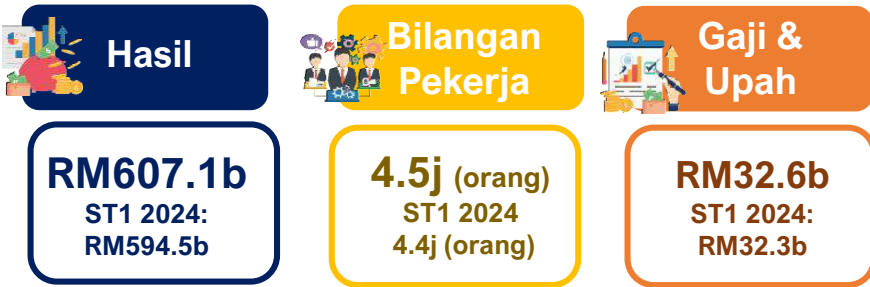 Hasil
RM607.1b
ST1 2024:
RM594.5b
Bilangan
Pekerja
4.5j (orang)
ST1 2024
4.4j (orang)
Gaji &
Upah
RM32.6b
ST1 2024:
RM32.3b